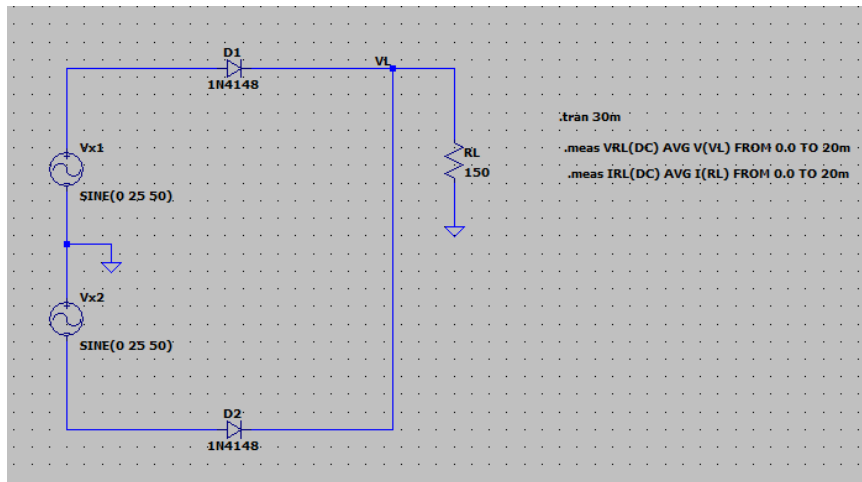 D1
1N4148
VL
Vx1
SINE(0 25 50)
RL
150
.tran 30m
.meas VRL(DC) AVG V(VL) FROM 0.0 TO 20m
.meas IRL(DC) AVG I(RL) FROM 0.0 TO 20m
Vx2
SINE(0 25 50)
D2
1N4148